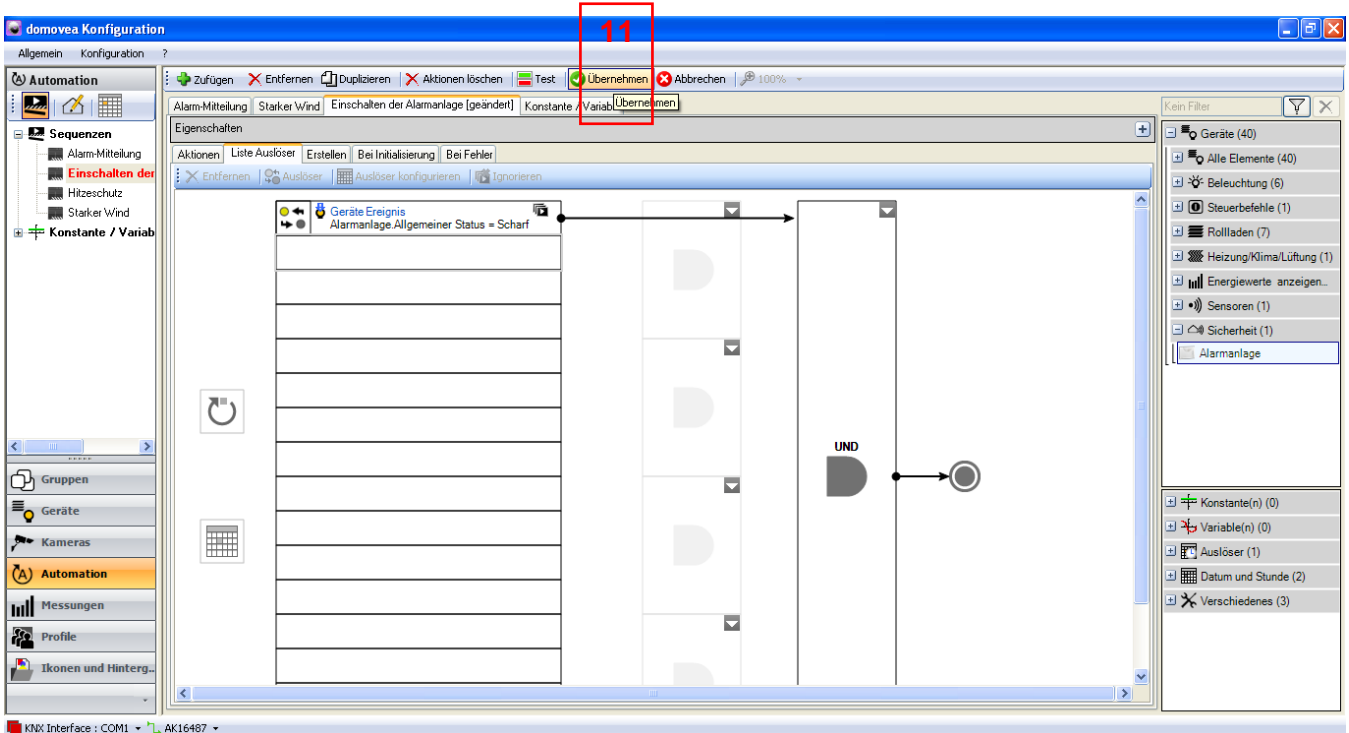 domovea Konfiguration
11
Allgemein Konfiguration ?
Automation
Zufügen Entfernen Duplizieren Aktionen löschen Test Übernehmen Abbrechen 100%
Alarm-Mitteilung Starker Wind Einschalten der Alarmanlage [geändert] Konstante / Variab
Übernehmen
Kein Filter
Eigenschaften
Aktionen Liste Auslöser Erstellen Bei Initialisierung Bei Fehler
Entfernen Auslöser Auslöser konfigurieren Ignorieren
Sequenzen
Alarm-Mitteilung
Einschalten der
Hitzeschutz
Starker Wind
Konstante / Variab
Geräte Ereignis
Alarmanlage.Allgemeiner Status = Scharf
UND
Geräte (40)
Alle Elemente (40)
Beleuchtung (6)
Steuerbefehle (1)
Rollladen (7)
Heizung/Klima/Lüftung (1)
Energiewerte anzeigen...
Sensoren (1)
Sicherheit (1)
Alarmanlage
Gruppen
Geräte
Kameras
Automation
Messungen
Profile
Ikonen und Hinterg...
Konstante(n) (0)
Variable(n) (0)
Auslöser (1)
Datum und Stunde (2)
Verschiedenes (3)
KNX Interface : COM1 AK16487